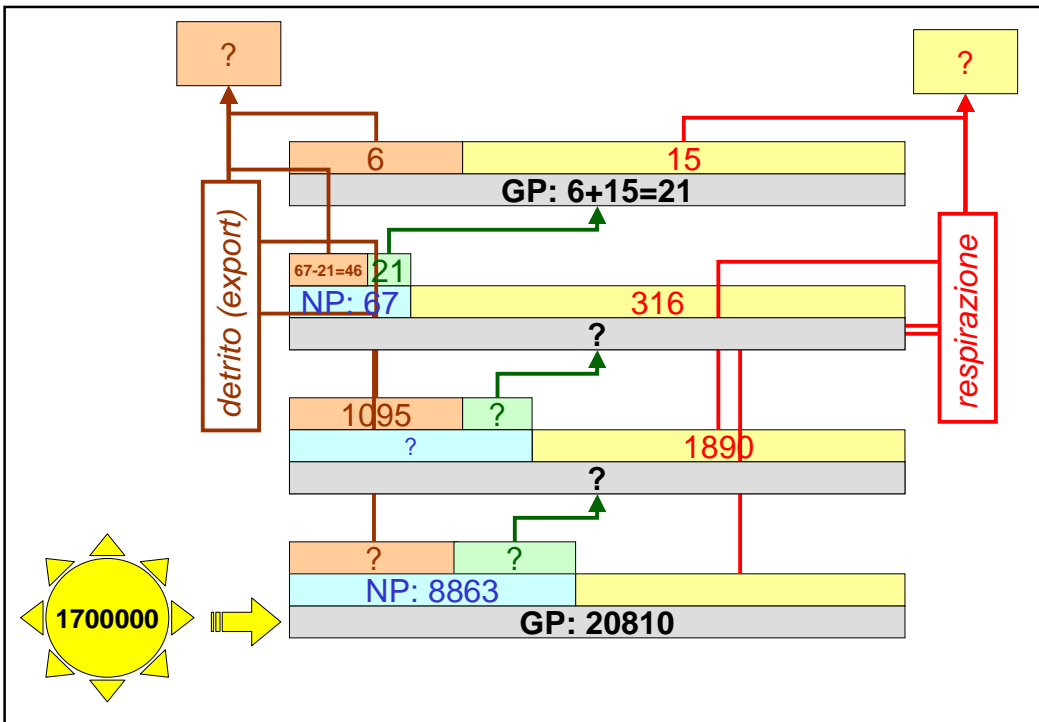 ?
?
6
15
GP: 6+15=21
detrito (export)
respirazione
67-21=46
21
NP: 67
316
?
1095
?
?
1890
?
?
?
NP: 8863
GP: 20810
1700000